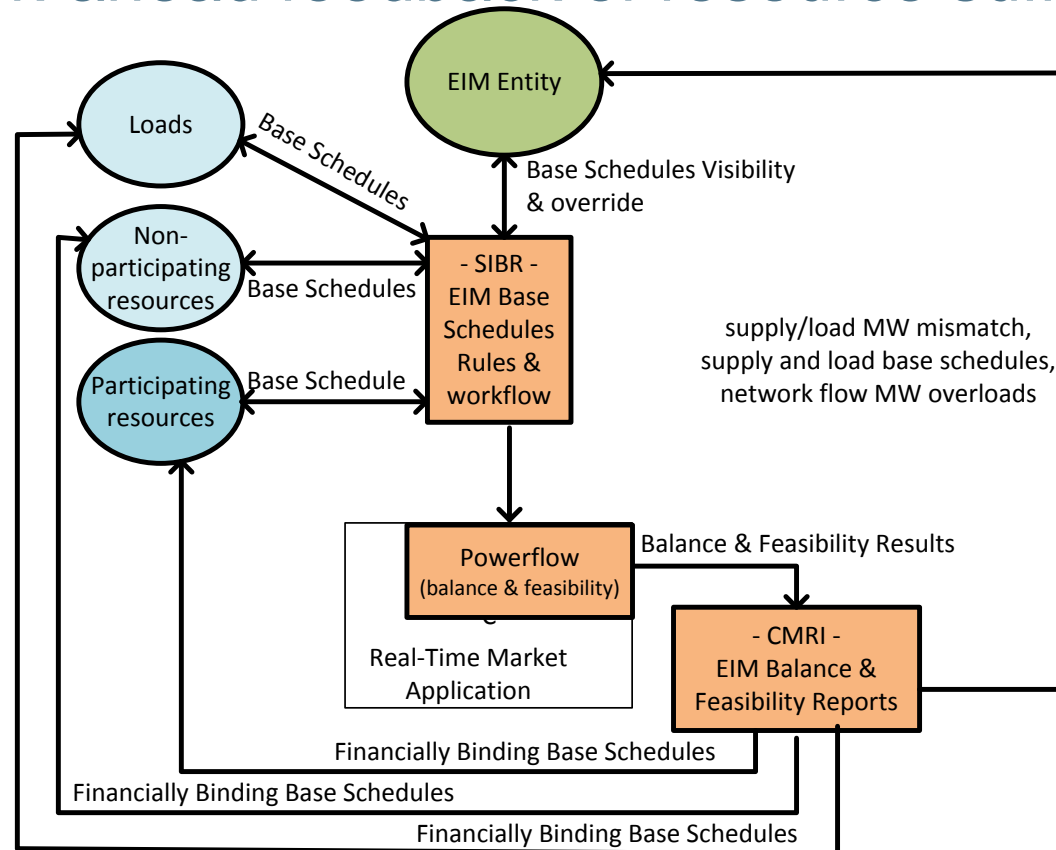 EIM Entity
Loads
Base Schedules
Base Schedules Visibility
& override
Non-
participating
resources
Base Schedules
- SIBR -
EIM Base
Schedules
Rules &
workflow
supply/load MW mismatch,
supply and load base schedules,
network flow MW overloads
Participating
resources
Base Schedule
Powerflow
(balance & feasibility)
Balance & Feasibility Results
Real-Time Market
Application
- CMRI -
EIM Balance &
Feasibility Reports
Financially Binding Base Schedules
Financially Binding Base Schedules
Financially Binding Base Schedules